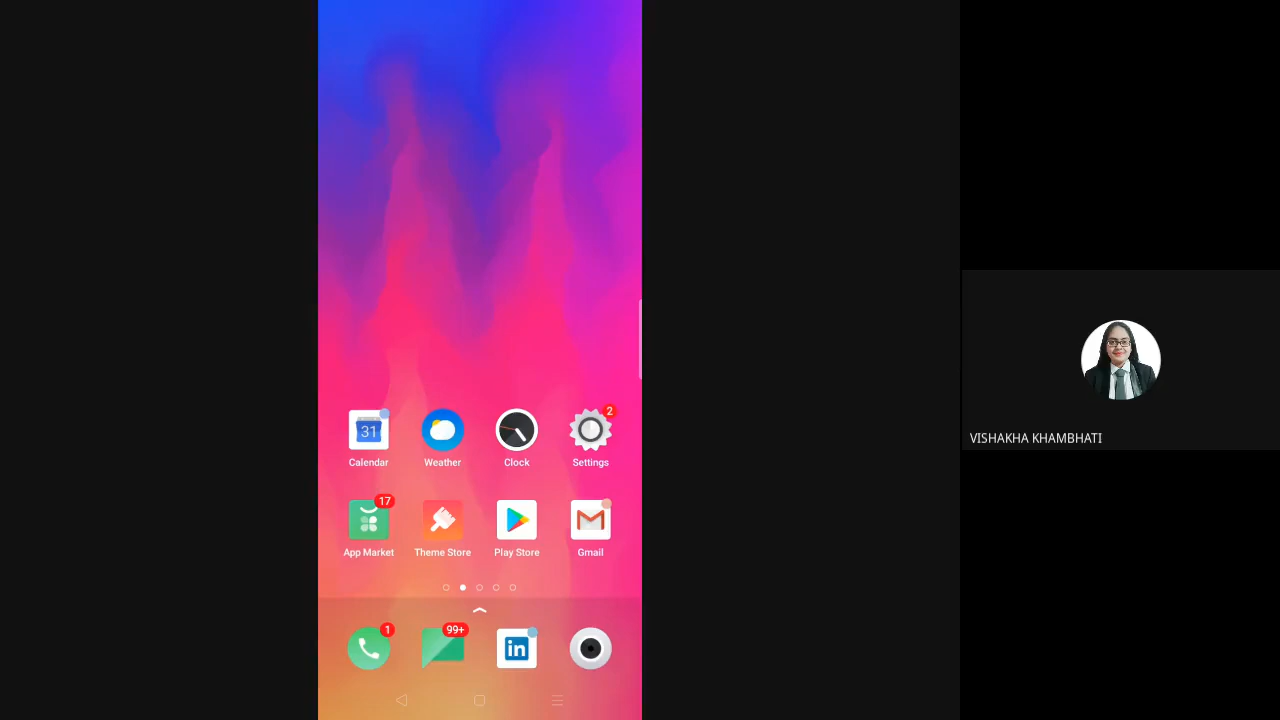 31
2
Calendar
Weather
Clock
Settings
17
App Market
Theme Store
Play Store
Gmail
1
99+
in
VISHAKHA KHAMBHATI